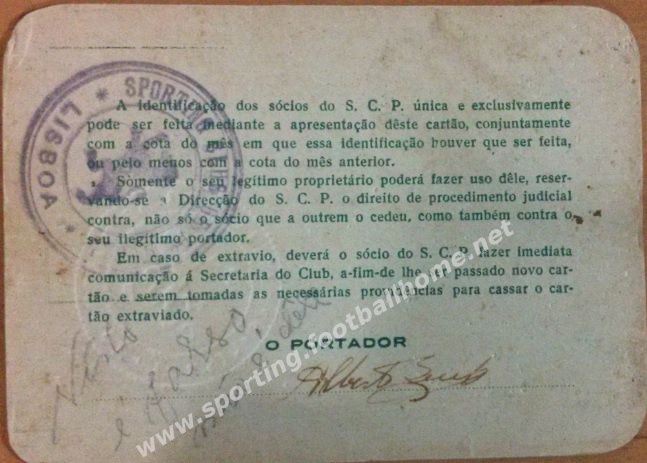 SPORTING
LISBOA
A identificação dos sócios do S. C. P. única e exclusivamente
pode ser feita mediante a apresentação dêste cartão, conjuntamente
com a cota do mês em que essa identificação houver que ser feita,
ou pelo menos com a cota do mês anterior.
Sòmente o seu legítimo proprietário poderá fazer uso dêle, reser-
vando-se a Direcção do S. C. P. o direito de procedimento judicial
contra, não só o sócio que a outrem o cedeu, como também contra o
seu ilegítimo portador.
Em caso de extravio, deverá o sócio do S. C. P. fazer imediata
comunicação á Secretaria do Club, a-fim-de lhe ser passado novo car-
tão e serem tomadas as necessárias providências para cassar o car-
tão extraviado.
O PORTADOR
Alberto
é falso
www.sporting.footballhome.net